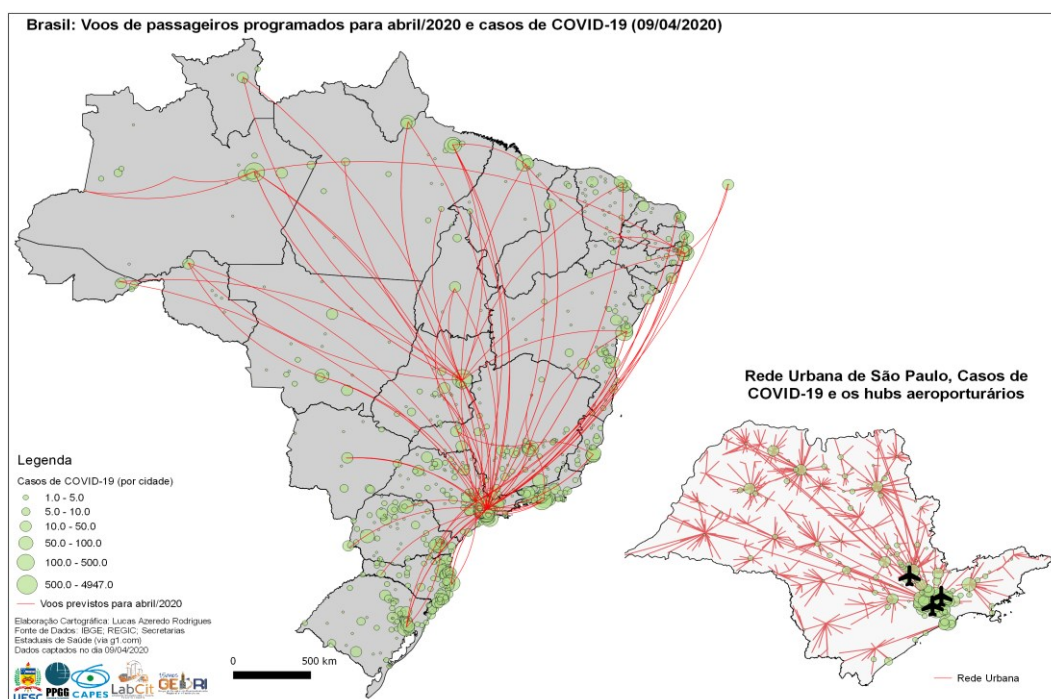 Brasil: Voos de passageiros programados para abril/2020 e casos de COVID-19 (09/04/2020)
Rede Urbana de São Paulo, Casos de
COVID-19 e os hubs aeroporturários
Legenda
Casos de COVID-19 (por cidade)
1.0 - 5.0
5.0 - 10.0
10.0 - 50.0
50.0 - 100.0
100.0 - 500.0
500.0 - 4947.0
Voos previstos para abril/2020
Elaboração Cartográfica: Lucas Azeredo Rodrigues
Fonte de Dados: IBGE; REGIC; Secretarias
Estaduais de Saúde (via g1.com)
Dados captados no dia 09/04/2020
0 500 km
Rede Urbana
UFSC PPGG CAPES LabCit GEDRI